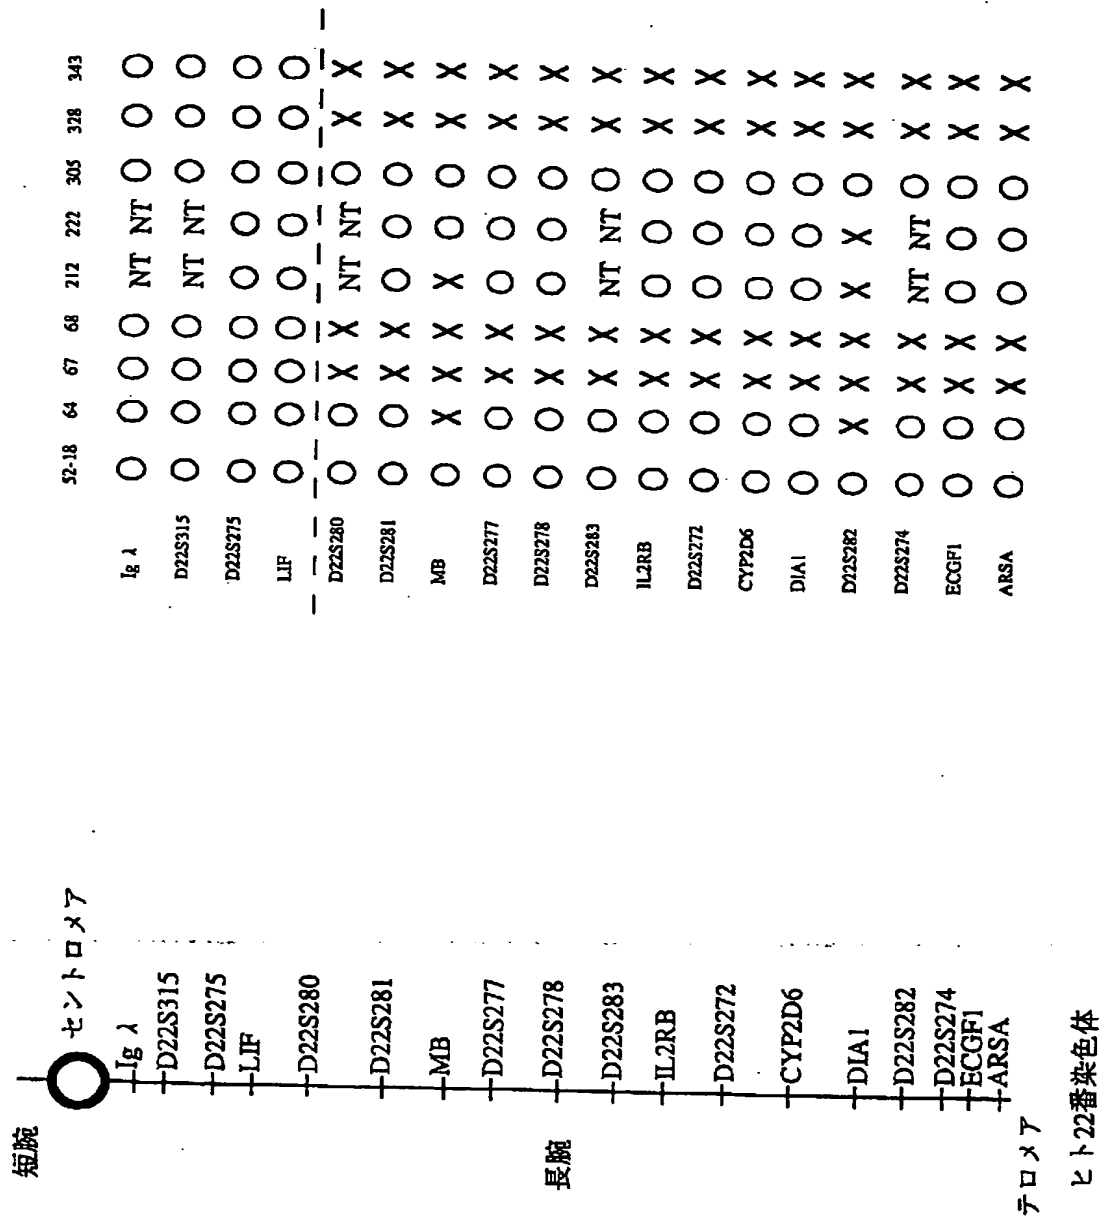 52-18 64 67 68 212 222 305 328 343
Ig λ O O O O NT NT O O O
D22S315 O O O O NT NT O O O
D22S275 O O O O O O O O O
LIF O O O O O O O O O
D22S280 O O X X NT NT O X X
D22S281 O O X X O O O X X
MB O X X X X O O X X
D22S277 O O X X O O O X X
D22S278 O O X X O O O X X
D22S283 O O X X NT NT O X X
IL2RB O O X X O O O X X
D22S272 O O X X O O O X X
CYP2D6 O O X X O O O X X
DIA1 O O X X O O O X X
D22S282 O X X X X X O X X
D22S274 O O X X NT NT O X X
ECGF1 O O X X O O O X X
ARSA O O X X O O O X X
短腕
セントロメア
Ig λ
D22S315
D22S275
LIF
D22S280
D22S281
MB
D22S277
D22S278
D22S283
IL2RB
D22S272
CYP2D6
DIA1
D22S282
D22S274
ECGF1
ARSA
長腕
テロメア
ヒト22番染色体